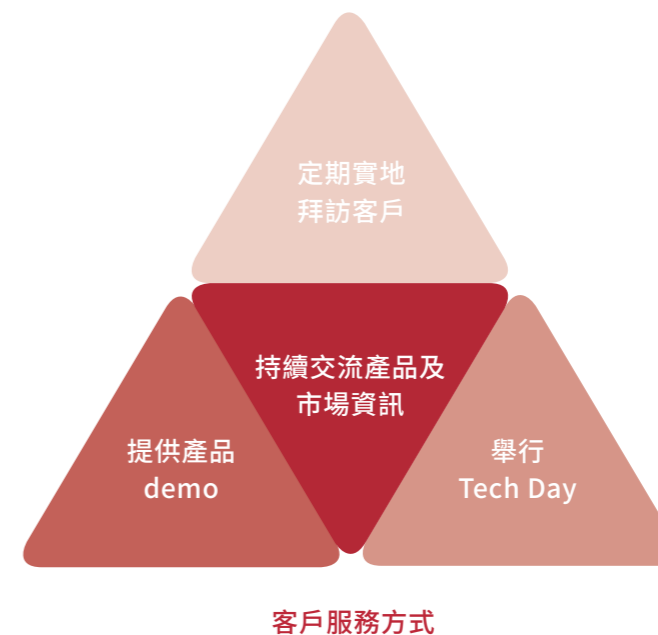 定期實地
拜訪客戶
持續交流產品及
市場資訊
提供產品
demo
舉行
Tech Day
客戶服務方式